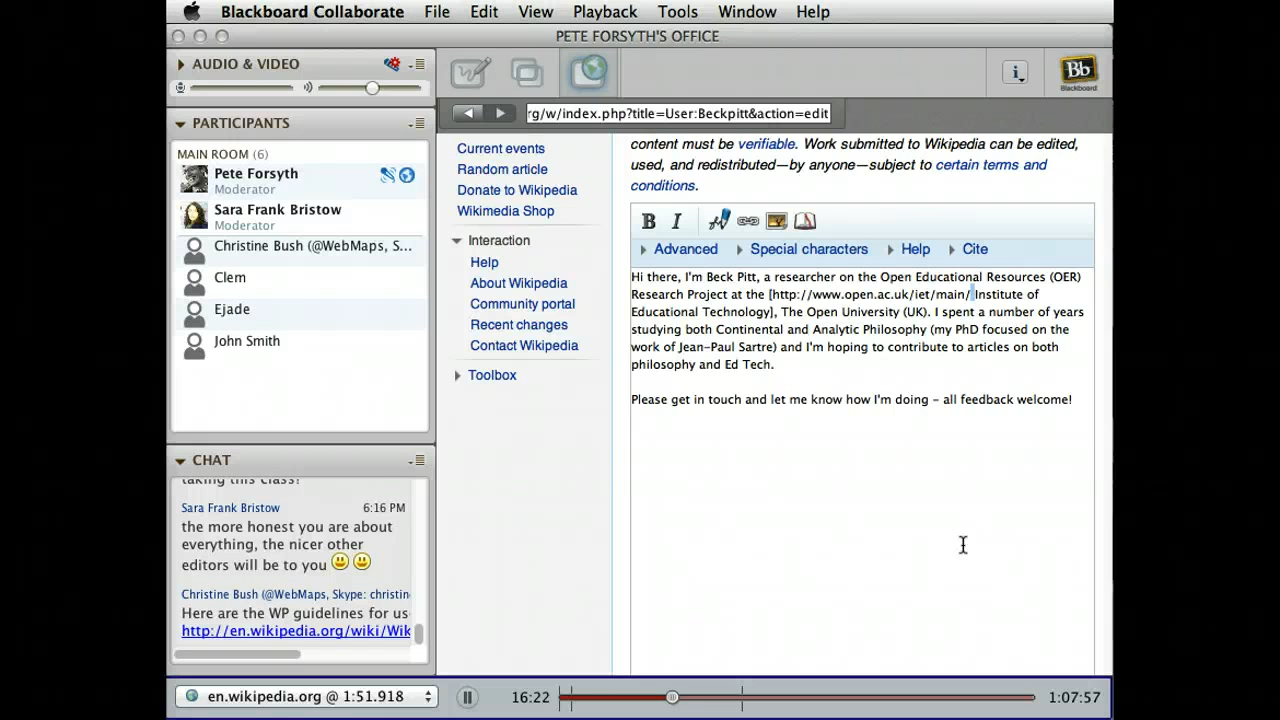 Blackboard Collaborate File Edit View Playback Tools Window Help
PETE FORSYTH'S OFFICE
AUDIO & VIDEO
PARTICIPANTS
MAIN ROOM (6)
Pete Forsyth
Moderator
Sara Frank Bristow
Moderator
Christine Bush (@WebMaps, S...
Clem
Ejade
John Smith
CHAT
taking this class!
Sara Frank Bristow 6:16 PM
the more honest you are about
everything, the nicer other
editors will be to you
Christine Bush (@WebMaps, Skype: christin
Here are the WP guidelines for us
http://en.wikipedia.org/wiki/Wik
en.wikipedia.org @ 1:51.918
i
Bb
Blackboard
rg/w/index.php?title=User:Beckpitt&action=edit
Current events
Random article
Donate to Wikipedia
Wikimedia Shop
Interaction
Help
About Wikipedia
Community portal
Recent changes
Contact Wikipedia
Toolbox
content must be verifiable. Work submitted to Wikipedia can be edited,
used, and redistributed—by anyone—subject to certain terms and
conditions.
B I
Advanced Special characters Help Cite
Hi there, I'm Beck Pitt, a researcher on the Open Educational Resources (OER)
Research Project at the [http://www.open.ac.uk/iet/main/ Institute of
Educational Technology], The Open University (UK). I spent a number of years
studying both Continental and Analytic Philosophy (my PhD focused on the
work of Jean-Paul Sartre) and I'm hoping to contribute to articles on both
philosophy and Ed Tech.
Please get in touch and let me know how I'm doing - all feedback welcome!
16:22 1:07:57